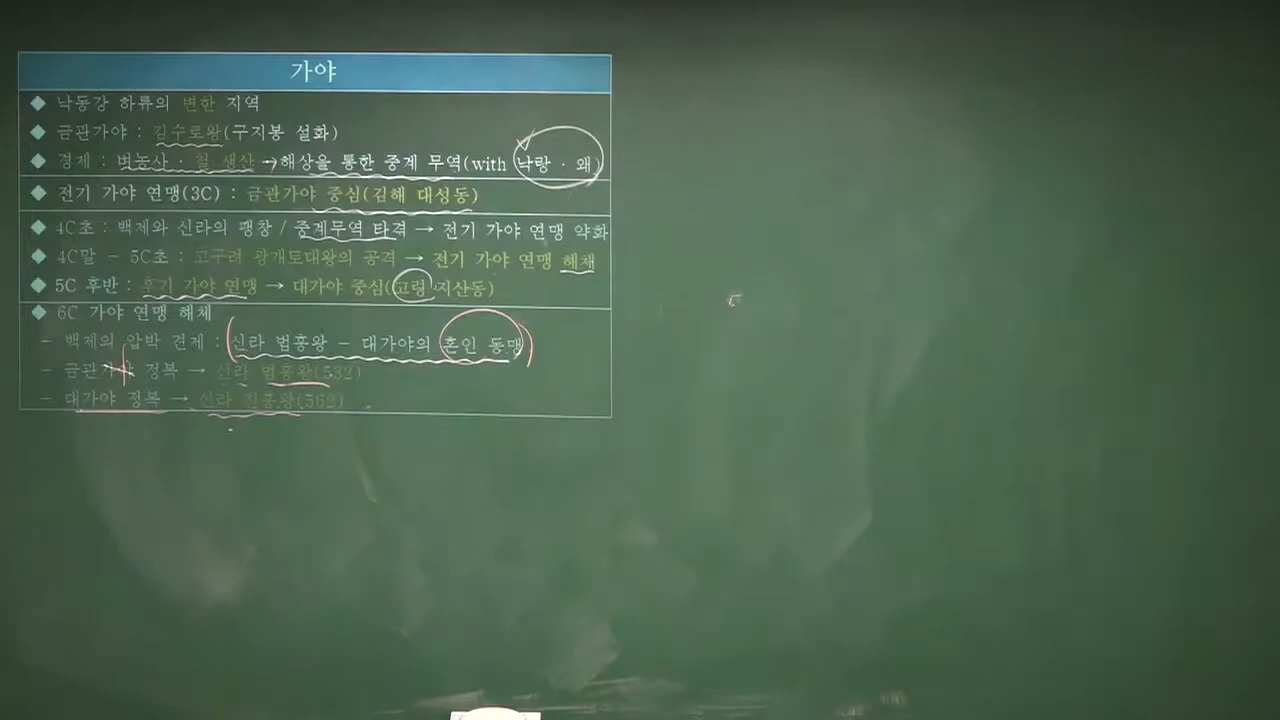 가야
◆ 낙동강 하류의 변한 지역
◆ 금관가야 : 김수로왕(구지봉 설화)
◆ 경제 : 벼농사 · 철 생산 →해상을 통한 중계 무역(with 낙랑 · 왜)
◆ 전기 가야 연맹(3C) : 금관가야 중심(김해 대성동)
◆ 4C초 : 백제와 신라의 팽창 / 중계무역 타격 → 전기 가야 연맹 약화
◆ 4C말 - 5C초 : 고구려 광개토대왕의 공격 → 전기 가야 연맹 해체
◆ 5C 후반 : 후기 가야 연맹 → 대가야 중심(고령 지산동)
◆ 6C 가야 연맹 해체
- 백제의 압박 견제 : 신라 법흥왕 - 대가야의 혼인 동맹
- 금관가야 정복 → 신라 법흥왕(532)
- 대가야 정복 → 신라 진흥왕(562)